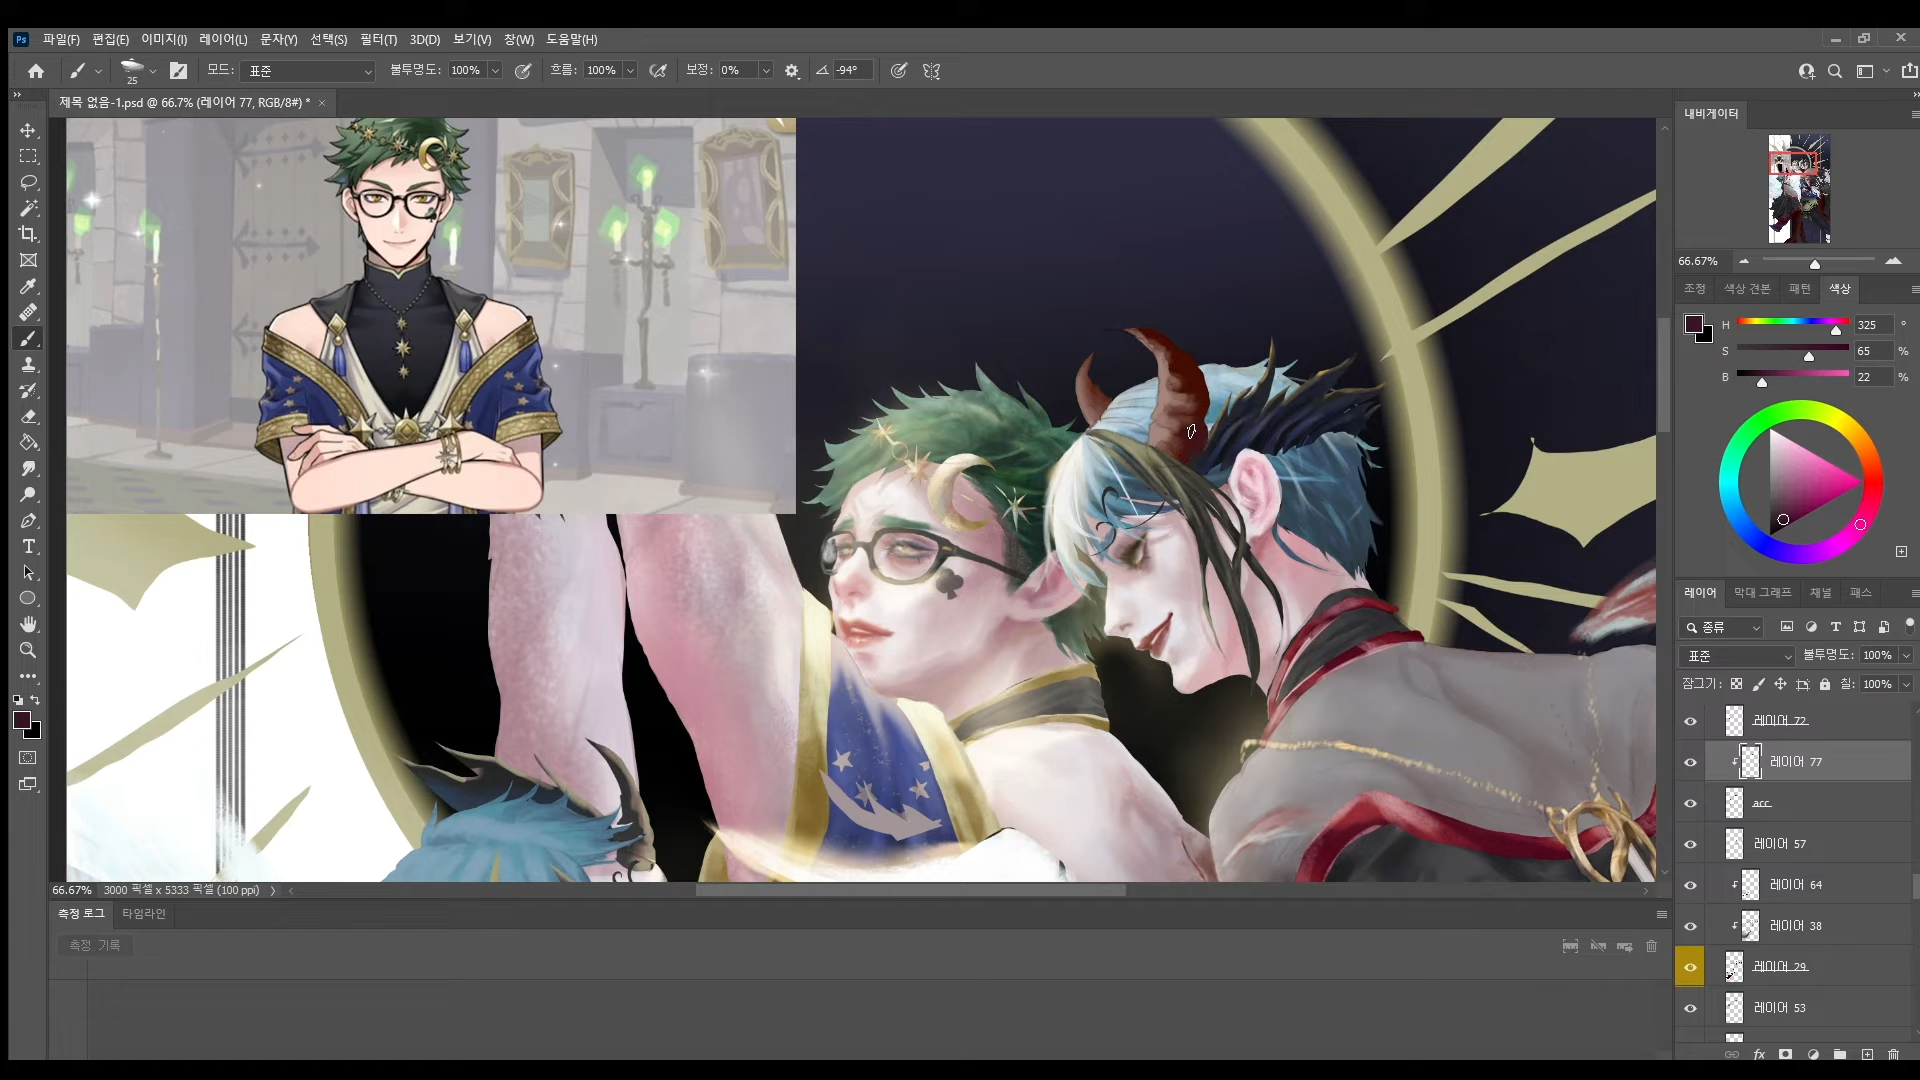 Ps 파일(F) 편집(E) 이미지(I) 레이어(L) 문자(Y) 선택(S) 필터(T) 3D(D) 보기(V) 창(W) 도움말(H)
25 모드: 표준 불투명도: 100% 흐름: 100% 보정: 0% -94°
제목 없음-1.psd @ 66.7% (레이어 77, RGB/8#) *
내비게이터
66.67%
조정 색상 견본 패턴 색상
H 325 °
S 65 %
B 22 %
레이어 막대 그래프 채널 패스
종류
표준 불투명도: 100%
잠그기: 칠: 100%
레이어 72
레이어 77
acc
레이어 57
레이어 64
레이어 38
레이어 29
레이어 53
fx
66.67% 3000 픽셀 x 5333 픽셀 (100 ppi)
측정 로그 타임라인
측정 기록